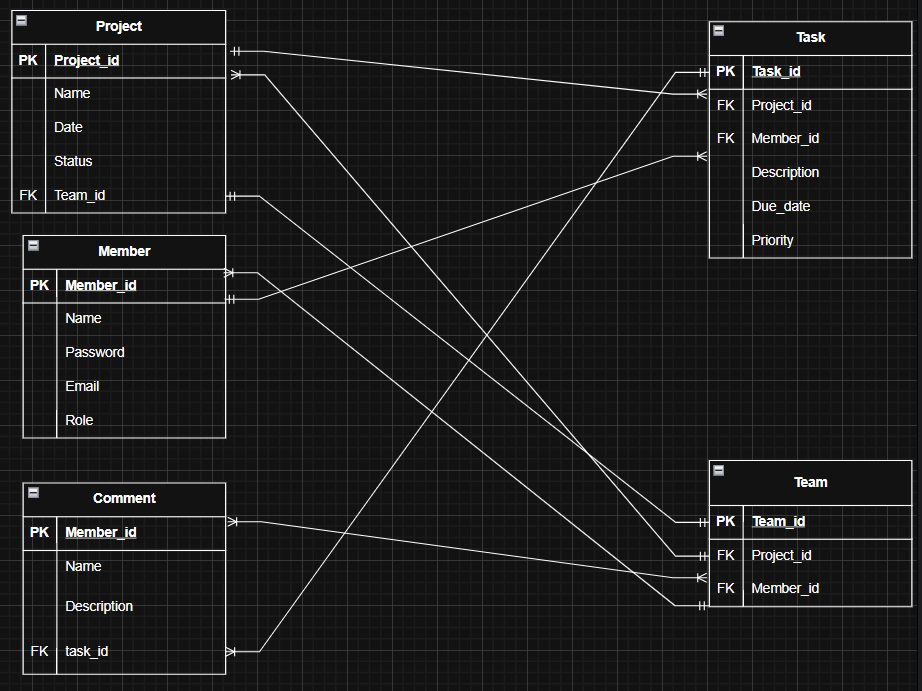 Project
PK Project_id
Name
Date
Status
FK Team_id
Member
PK Member_id
Name
Password
Email
Role
Comment
PK Member_id
Name
Description
FK task_id
Task
PK Task_id
FK Project_id
FK Member_id
Description
Due_date
Priority
Team
PK Team_id
FK Project_id
FK Member_id